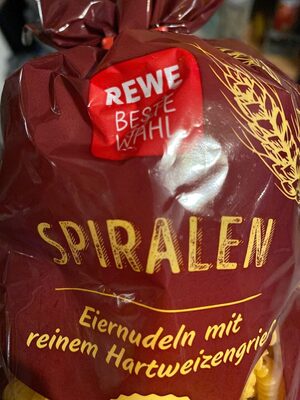 REWE
BESTE
WAHL
SPIRALEN
Eiernudeln mit
reinem Hartweizengrieß